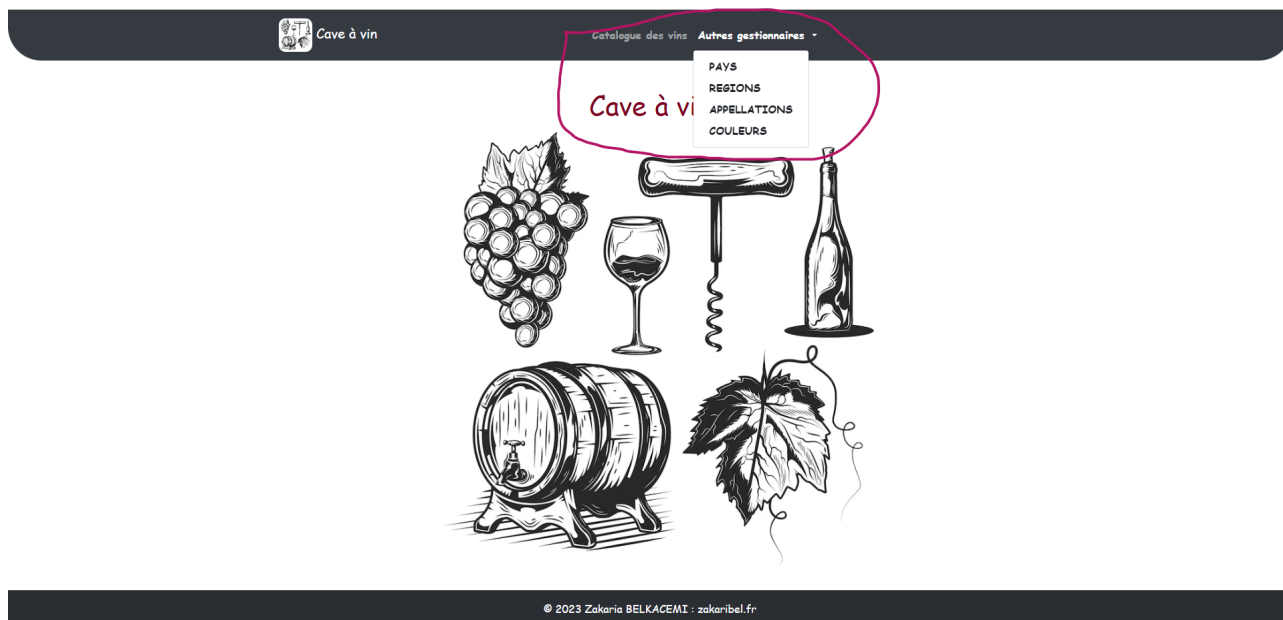 Cave à vin
Catalogue des vins Autres gestionnaires
PAYS
REGIONS
APPELLATIONS
COULEURS
Cave à vi
© 2023 Zakaria BELKACEMI : zakaribel.fr